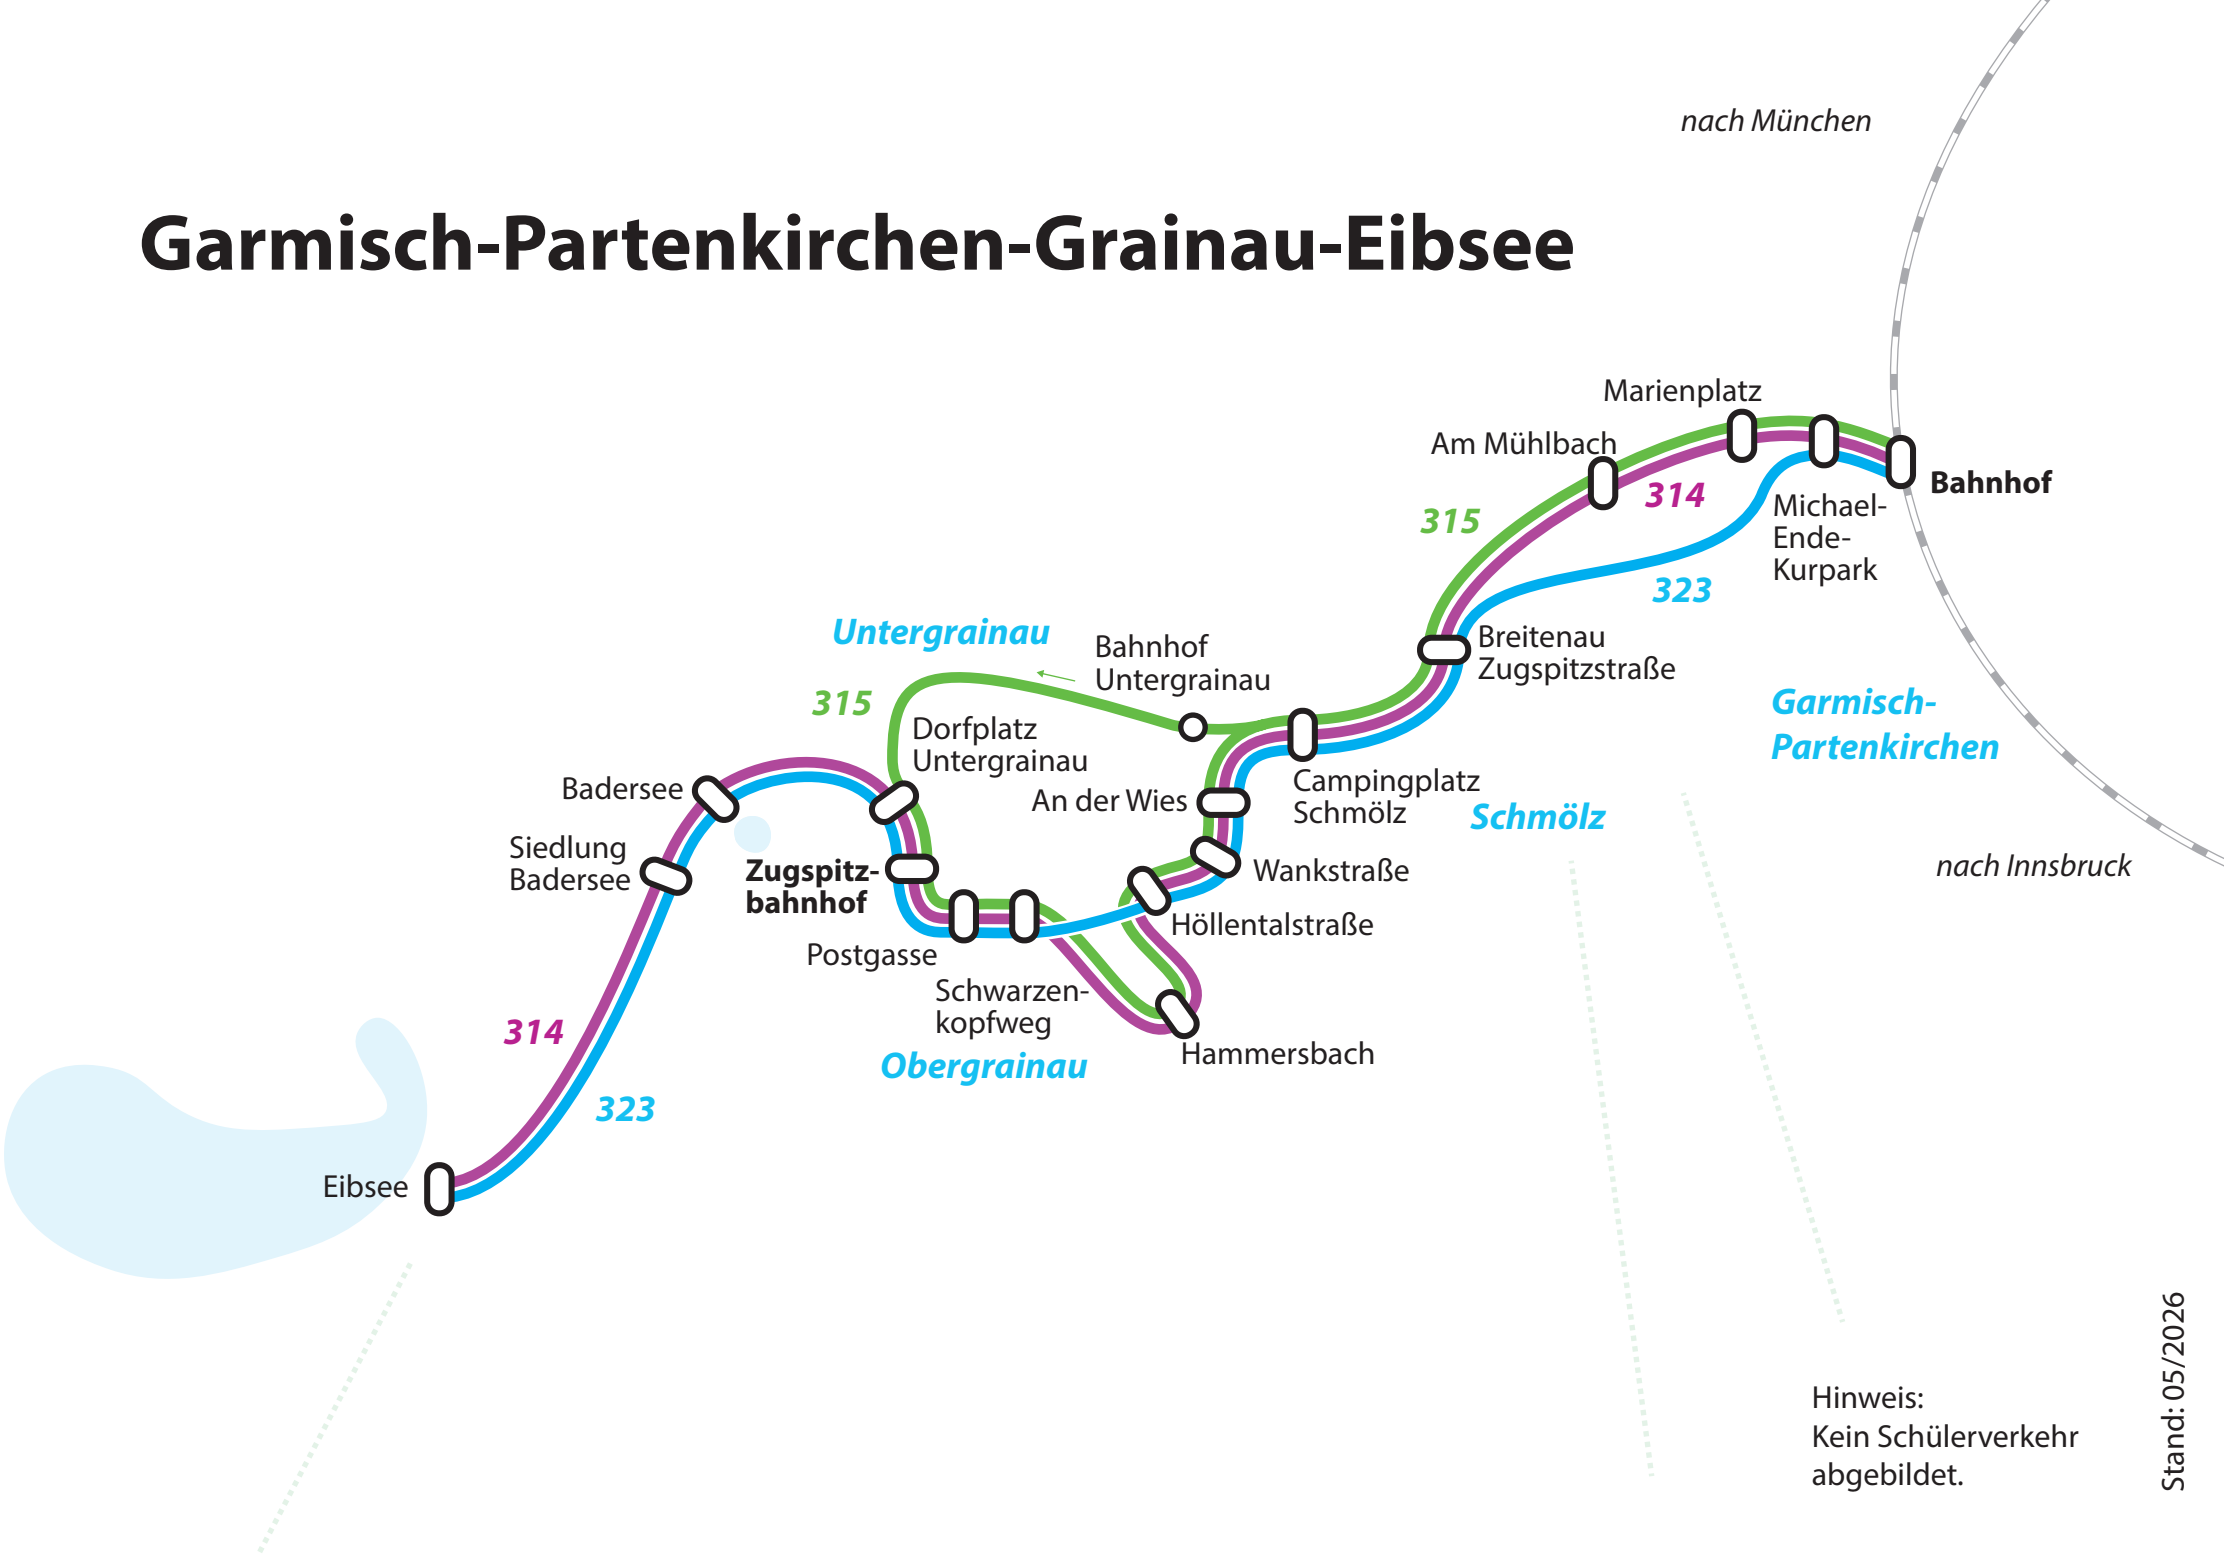 nach München
Garmisch-Partenkirchen-Grainau-Eibsee
Marienplatz
Am Mühlbach
Bahnhof
314
315
Michael-
Ende-
Kurpark
323
Untergrainau
Bahnhof
Untergrainau
Breitenau
Zugspitzstraße
315
Garmisch-
Partenkirchen
Dorfplatz
Untergrainau
Badersee
An der Wies
Campingplatz
Schmölz
Schmölz
Siedlung
Badersee
Zugspitz-
bahnhof
Wankstraße
nach Innsbruck
Höllentalstraße
Postgasse
Schwarzen-
kopfweg
314
Hammersbach
Obergrainau
323
Eibsee
Hinweis:
Kein Schülerverkehr
abgebildet.
Stand: 05/2026